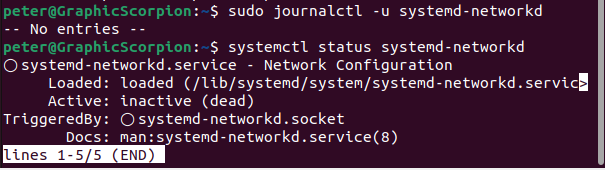 peter@GraphicScorpion:~$ sudo journalctl -u systemd-networkd
-- No entries --
peter@GraphicScorpion:~$ systemctl status systemd-networkd
○ systemd-networkd.service - Network Configuration
     Loaded: loaded (/lib/systemd/system/systemd-networkd.servic>
     Active: inactive (dead)
TriggeredBy: ○ systemd-networkd.socket
       Docs: man:systemd-networkd.service(8)
lines 1-5/5 (END)